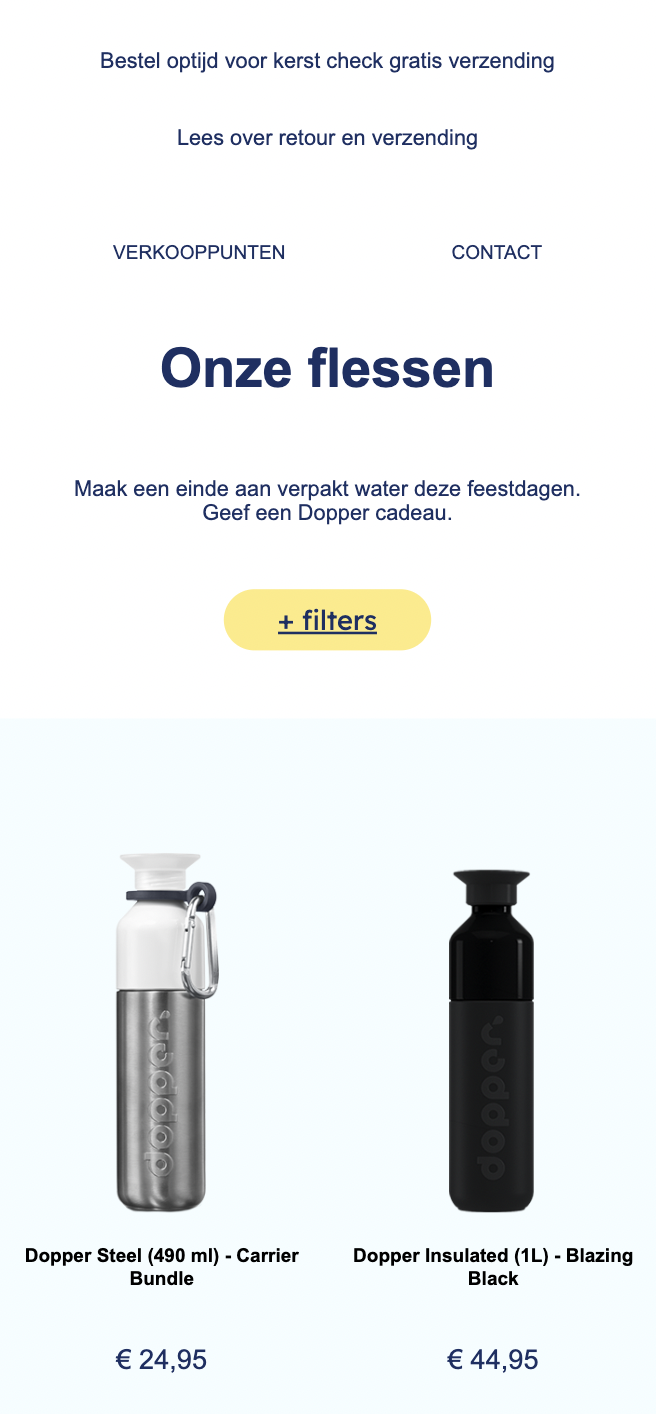 Bestel optijd voor kerst check gratis verzending
Lees over retour en verzending
VERKOOPPUNTEN
CONTACT
Onze flessen
Maak een einde aan verpakt water deze feestdagen.
Geef een Dopper cadeau.
+ filters
dopper
dopper
Dopper Steel (490 ml) - Carrier
Bundle
Dopper Insulated (1L) - Blazing
Black
€ 24,95
€ 44,95